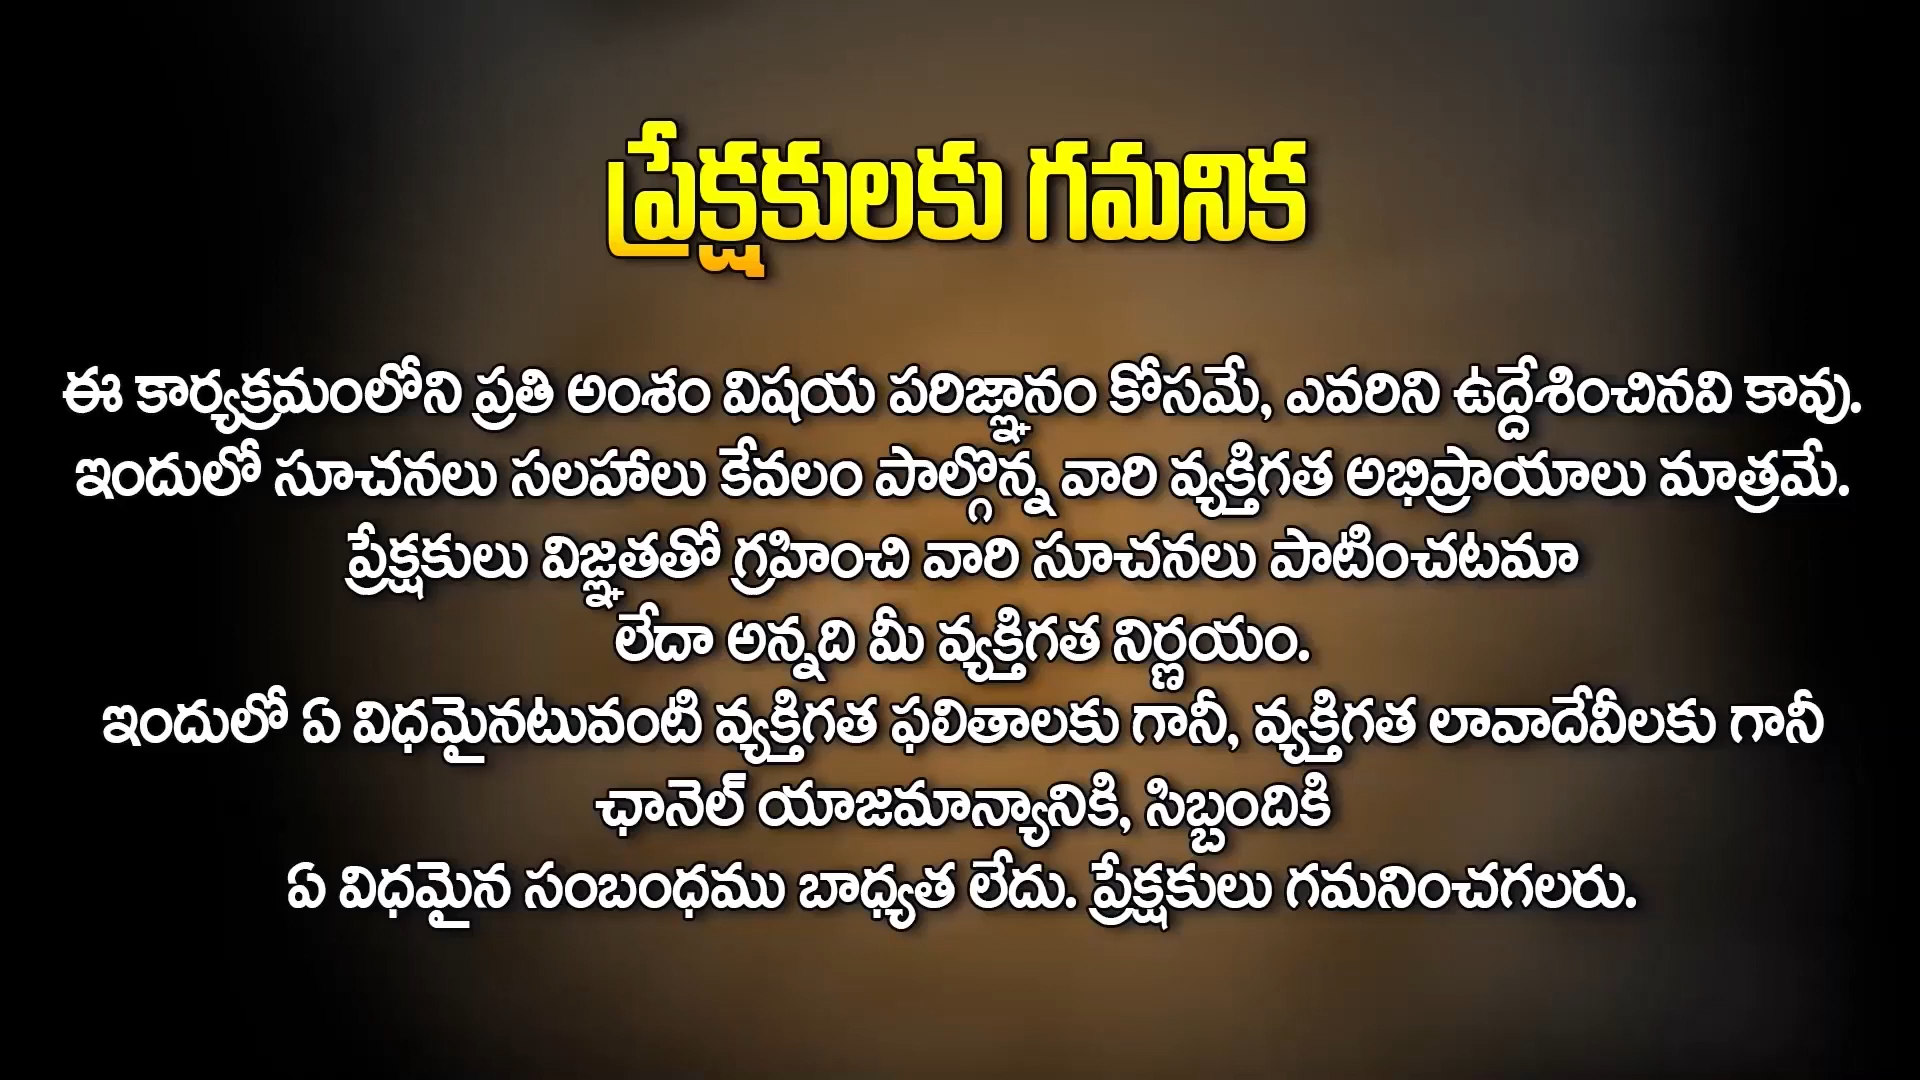 ప్రేక్షకులకు గమనిక
ఈ కార్యక్రమంలోని ప్రతి అంశం విషయ పరిజ్ఞానం కోసమే, ఎవరిని ఉద్దేశించినవి కావు.
ఇందులో సూచనలు సలహాలు కేవలం పాల్గొన్న వారి వ్యక్తిగత అభిప్రాయాలు మాత్రమే.
ప్రేక్షకులు విజ్ఞతతో గ్రహించి వారి సూచనలు పాటించటమా
లేదా అన్నది మీ వ్యక్తిగత నిర్ణయం.
ఇందులో ఏ విధమైనటువంటి వ్యక్తిగత ఫలితాలకు గానీ, వ్యక్తిగత లావాదేవీలకు గానీ
ఛానెల్ యాజమాన్యానికి, సిబ్బందికి
ఏ విధమైన సంబంధము బాధ్యత లేదు. ప్రేక్షకులు గమనించగలరు.